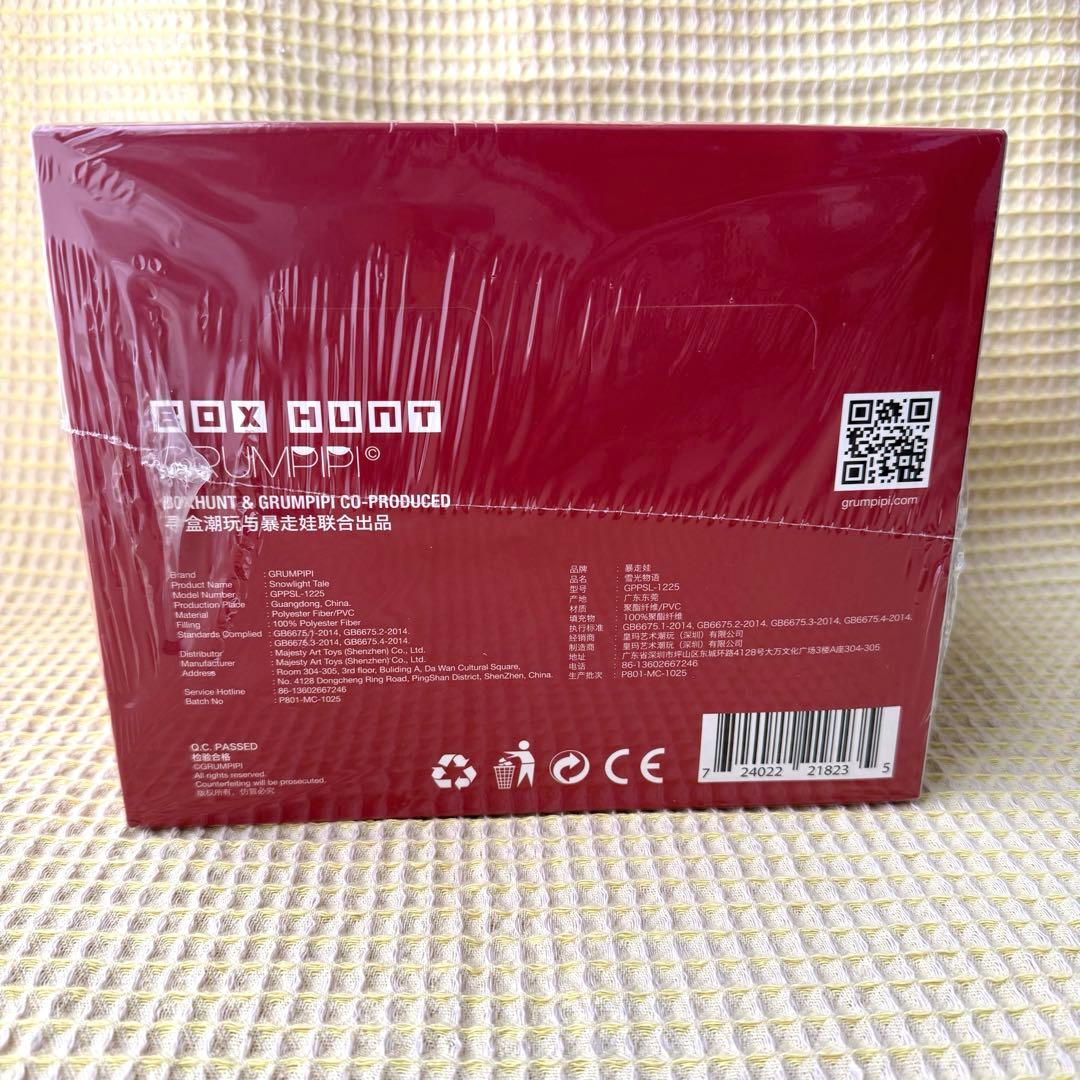 BOX HUNT
GRUMPIPI©
BOXHUNT & GRUMPIPI CO-PRODUCED
寻盒潮玩与暴走娃联合出品
grumpipi.com
Brand : GRUMPIPI
Product Name : Snowlight Tale
Model Number : GPPSL-1225
Production Place : Guangdong, China.
Material : Polyester Fiber/PVC
Filling : 100% Polyester Fiber
Standards Complied : GB6675.1-2014, GB6675.2-2014.
: GB6675.3-2014, GB6675.4-2014.
Distributor : Majesty Art Toys (Shenzhen) Co., Ltd.
Manufacturer : Majesty Art Toys (Shenzhen) Co., Ltd.
Address : Room 304-305, 3rd floor, Buliding A, Da Wan Cultural Square,
: No. 4128 Dongcheng Ring Road, PingShan District, ShenZhen, China.
Service Hotline : 86-13602667246
Batch No : P801-MC-1025
品牌 : 暴走娃
品名 : 雪光物语
型号 : GPPSL-1225
产地 : 广东东莞
材质 : 聚酯纤维/PVC
填充物 : 100%聚酯纤维
执行标准 : GB6675.1-2014, GB6675.2-2014. GB6675.3-2014, GB6675.4-2014.
经销商 : 皇玛艺术潮玩（深圳）有限公司
制造商 : 皇玛艺术潮玩（深圳）有限公司
地址 : 广东省深圳市坪山区东城环路4128号大万文化广场3楼A座304-305
电话 : 86-13602667246
生产批次 : P801-MC-1025
Q.C. PASSED
检验合格
©GRUMPIPI
All rights reserved.
Counterfeiting will be prosecuted.
版权所有，仿冒必究
CE
7 24022 21823 5